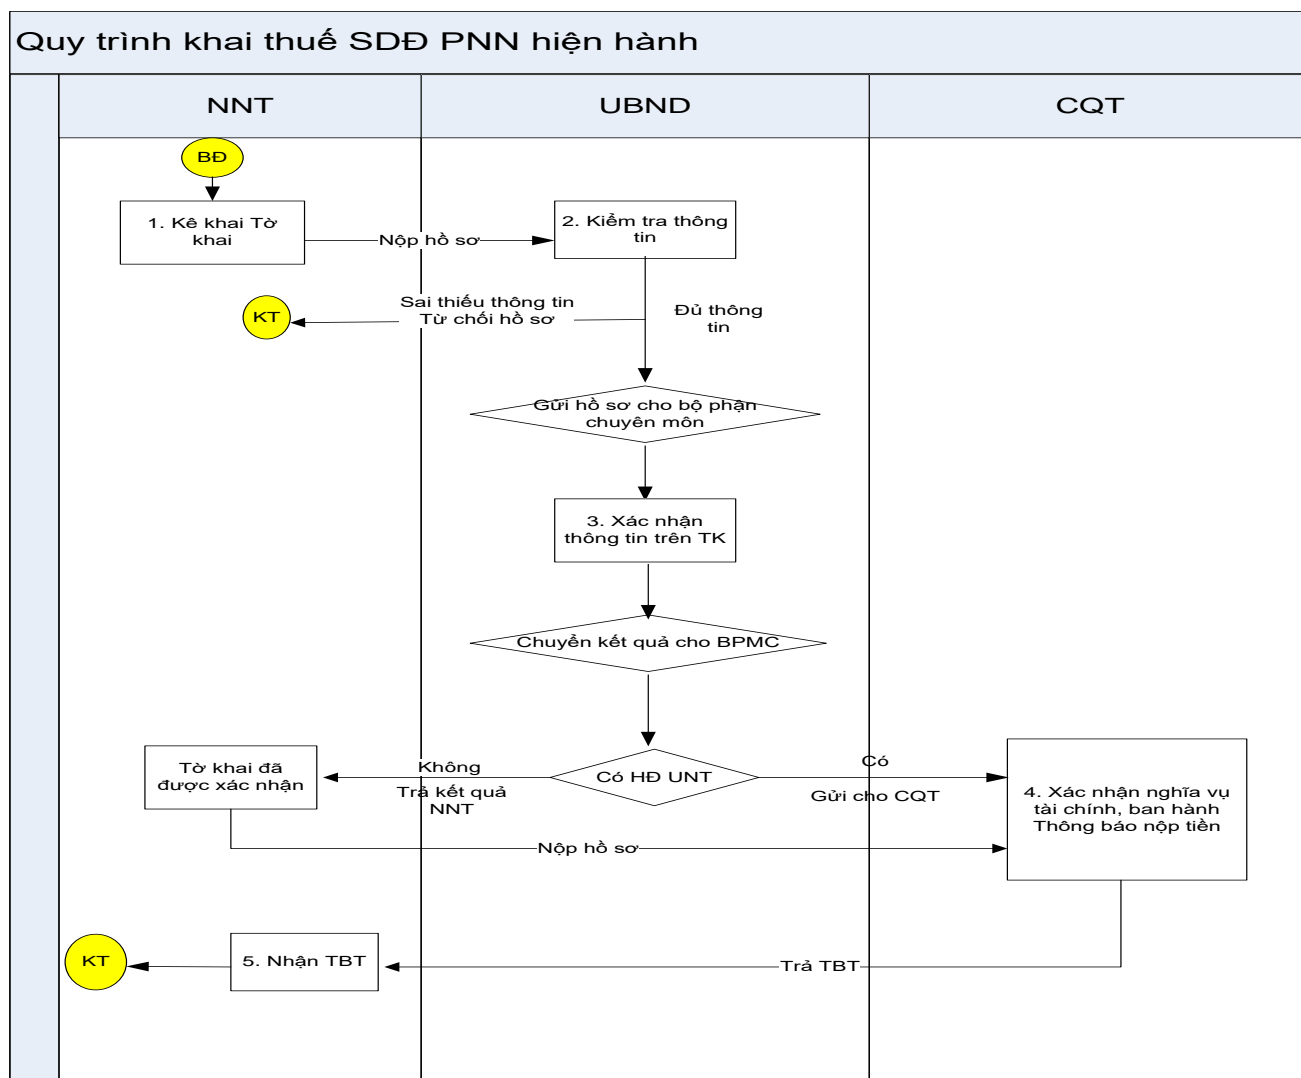 Quy trình khai thuế SDĐ PNN hiện hành
NNT
UBND
CQT
BĐ
1. Kê khai Tờ
khai
Nộp hồ sơ
2. Kiểm tra thông
tin
Sai thiếu thông tin
Từ chối hồ sơ
KT
Đủ thông
tin
Gửi hồ sơ cho bộ phận
chuyên môn
3. Xác nhận
thông tin trên TK
Chuyển kết quả cho BPMC
Có HĐ UNT
Không
Trả kết quả
NNT
Tờ khai đã
được xác nhận
Có
Gửi cho CQT
4. Xác nhận nghĩa vụ
tài chính, ban hành
Thông báo nộp tiền
Nộp hồ sơ
Trả TBT
5. Nhận TBT
KT